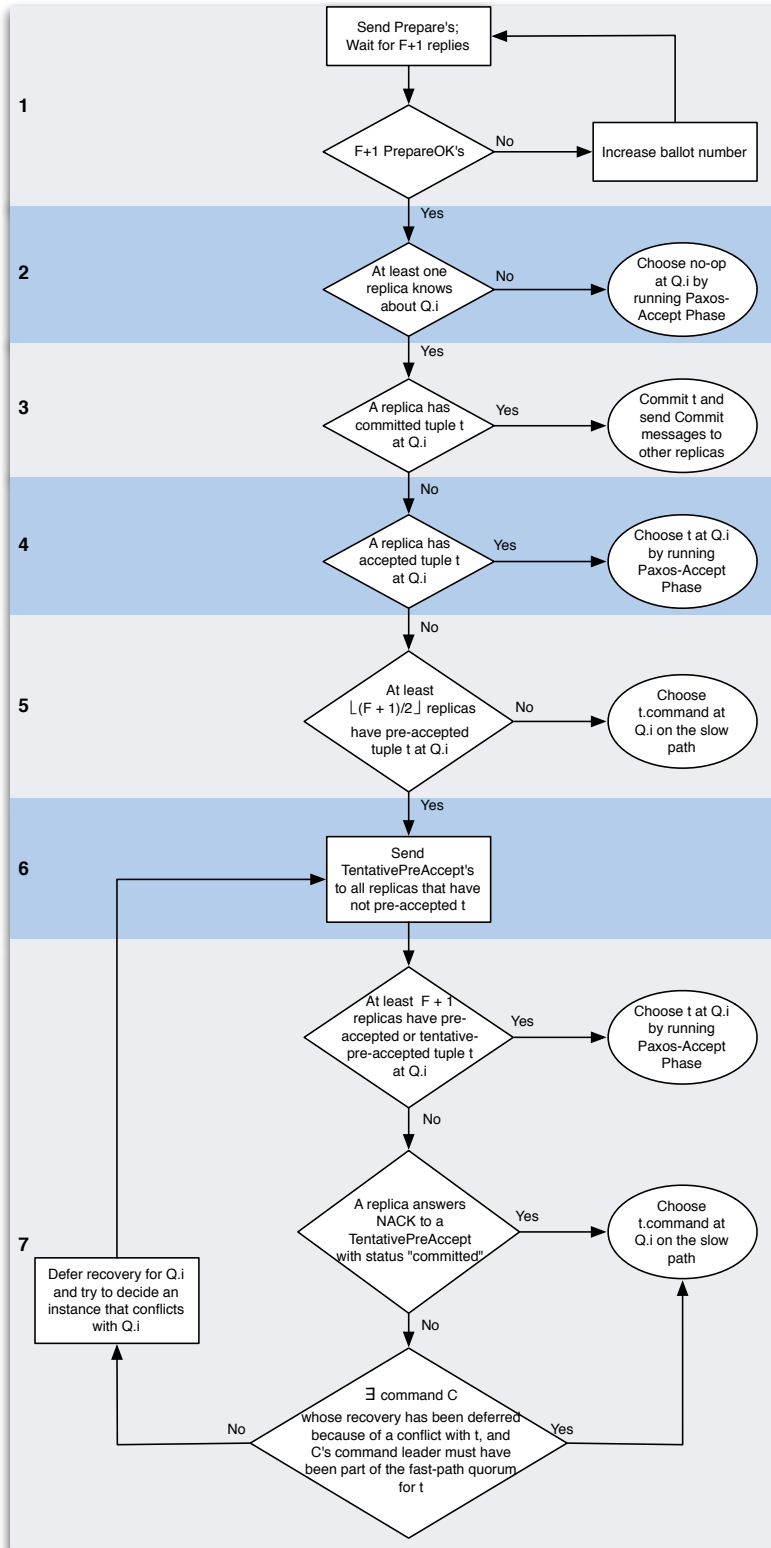 Send Prepare's;
Wait for F+1 replies
1
F+1 PrepareOK's
No
Increase ballot number
Yes
2
At least one
replica knows
about Q.i
No
Choose no-op
at Q.i by
running Paxos-
Accept Phase
Yes
3
A replica has
committed tuple t
at Q.i
Yes
Commit t and
send Commit
messages to
other replicas
No
4
A replica has
accepted tuple t
at Q.i
Yes
Choose t at Q.i
by running
Paxos-Accept
Phase
No
5
At least
⌊(F + 1)/2⌋ replicas
have pre-accepted
tuple t at Q.i
No
Choose
t.command at
Q.i on the slow
path
Yes
6
Send
TentativePreAccept's
to all replicas that have
not pre-accepted t
At least F + 1
replicas have pre-
accepted or tentative-
pre-accepted tuple t
at Q.i
Yes
Choose t at Q.i
by running
Paxos-Accept
Phase
No
7
A replica answers
NACK to a
TentativePreAccept
with status "committed"
Yes
Choose
t.command at
Q.i on the slow
path
Defer recovery for Q.i
and try to decide an
instance that conflicts
with Q.i
No
∃ command C
whose recovery has been deferred
because of a conflict with t, and
C's command leader must have
been part of the fast-path quorum
for t
No
Yes